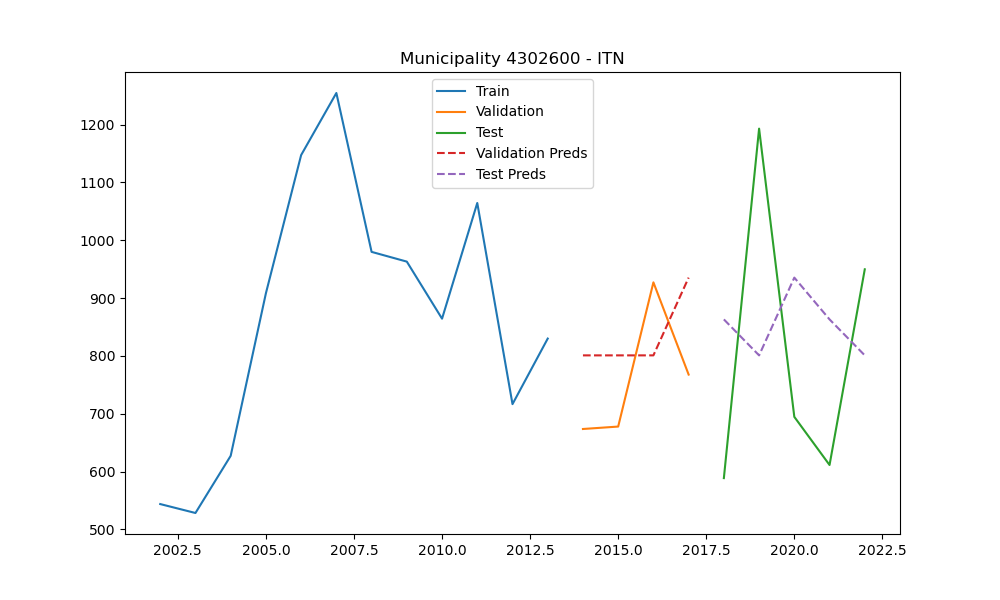 Municipality 4302600 - ITN
Train
Validation
Test
Validation Preds
Test Preds
1200
1100
1000
900
800
700
600
500
2002.5 2005.0 2007.5 2010.0 2012.5 2015.0 2017.5 2020.0 2022.5